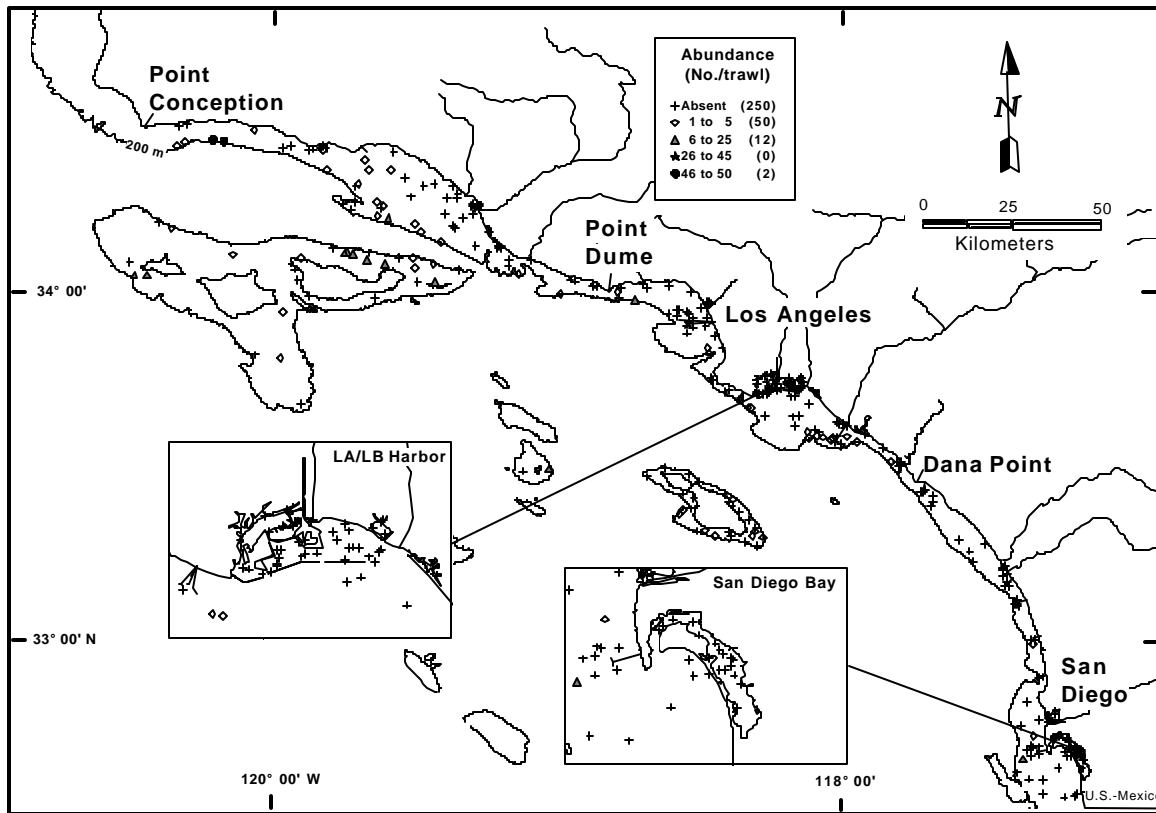 Point
Conception
200 m
Abundance
(No./trawl)
Absent (250)
1 to 5 (50)
6 to 25 (12)
26 to 45 (0)
46 to 50 (2)
N
0 25 50
Kilometers
Point
Dume
34° 00'
Los Angeles
LA/LB Harbor
Dana Point
San Diego Bay
33° 00' N
San
Diego
120° 00' W
118° 00'
U.S.-Mexico